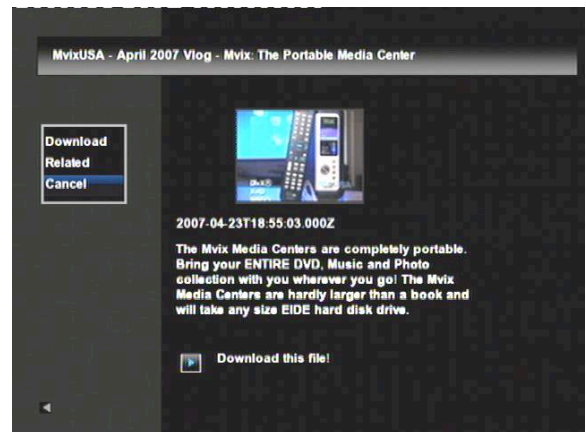 MvixUSA - April 2007 Vlog - Mvix: The Portable Media Center
Download
Related
Cancel
2007-04-23T18:55:03.000Z
The Mvix Media Centers are completely portable.
Bring your ENTIRE DVD, Music and Photo
collection with you wherever you go! The Mvix
Media Centers are hardly larger than a book and
will take any size EIDE hard disk drive.
Download this file!